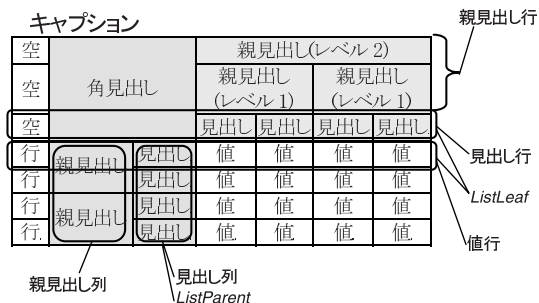 キャプション
親見出し行
空 親見出し(レベル 2)
空 角見出し 親見出し (レベル 1) 親見出し (レベル 1)
空 見出し 見出し 見出し 見出し
行 親見出し 見出し 値 値 値 値
行 見出し 値 値 値 値
行 親見出し 見出し 値 値 値 値
行. 見出し 値. 値. 値. 値.
見出し行
ListLeaf
値行
親見出し列
見出し列
ListParent